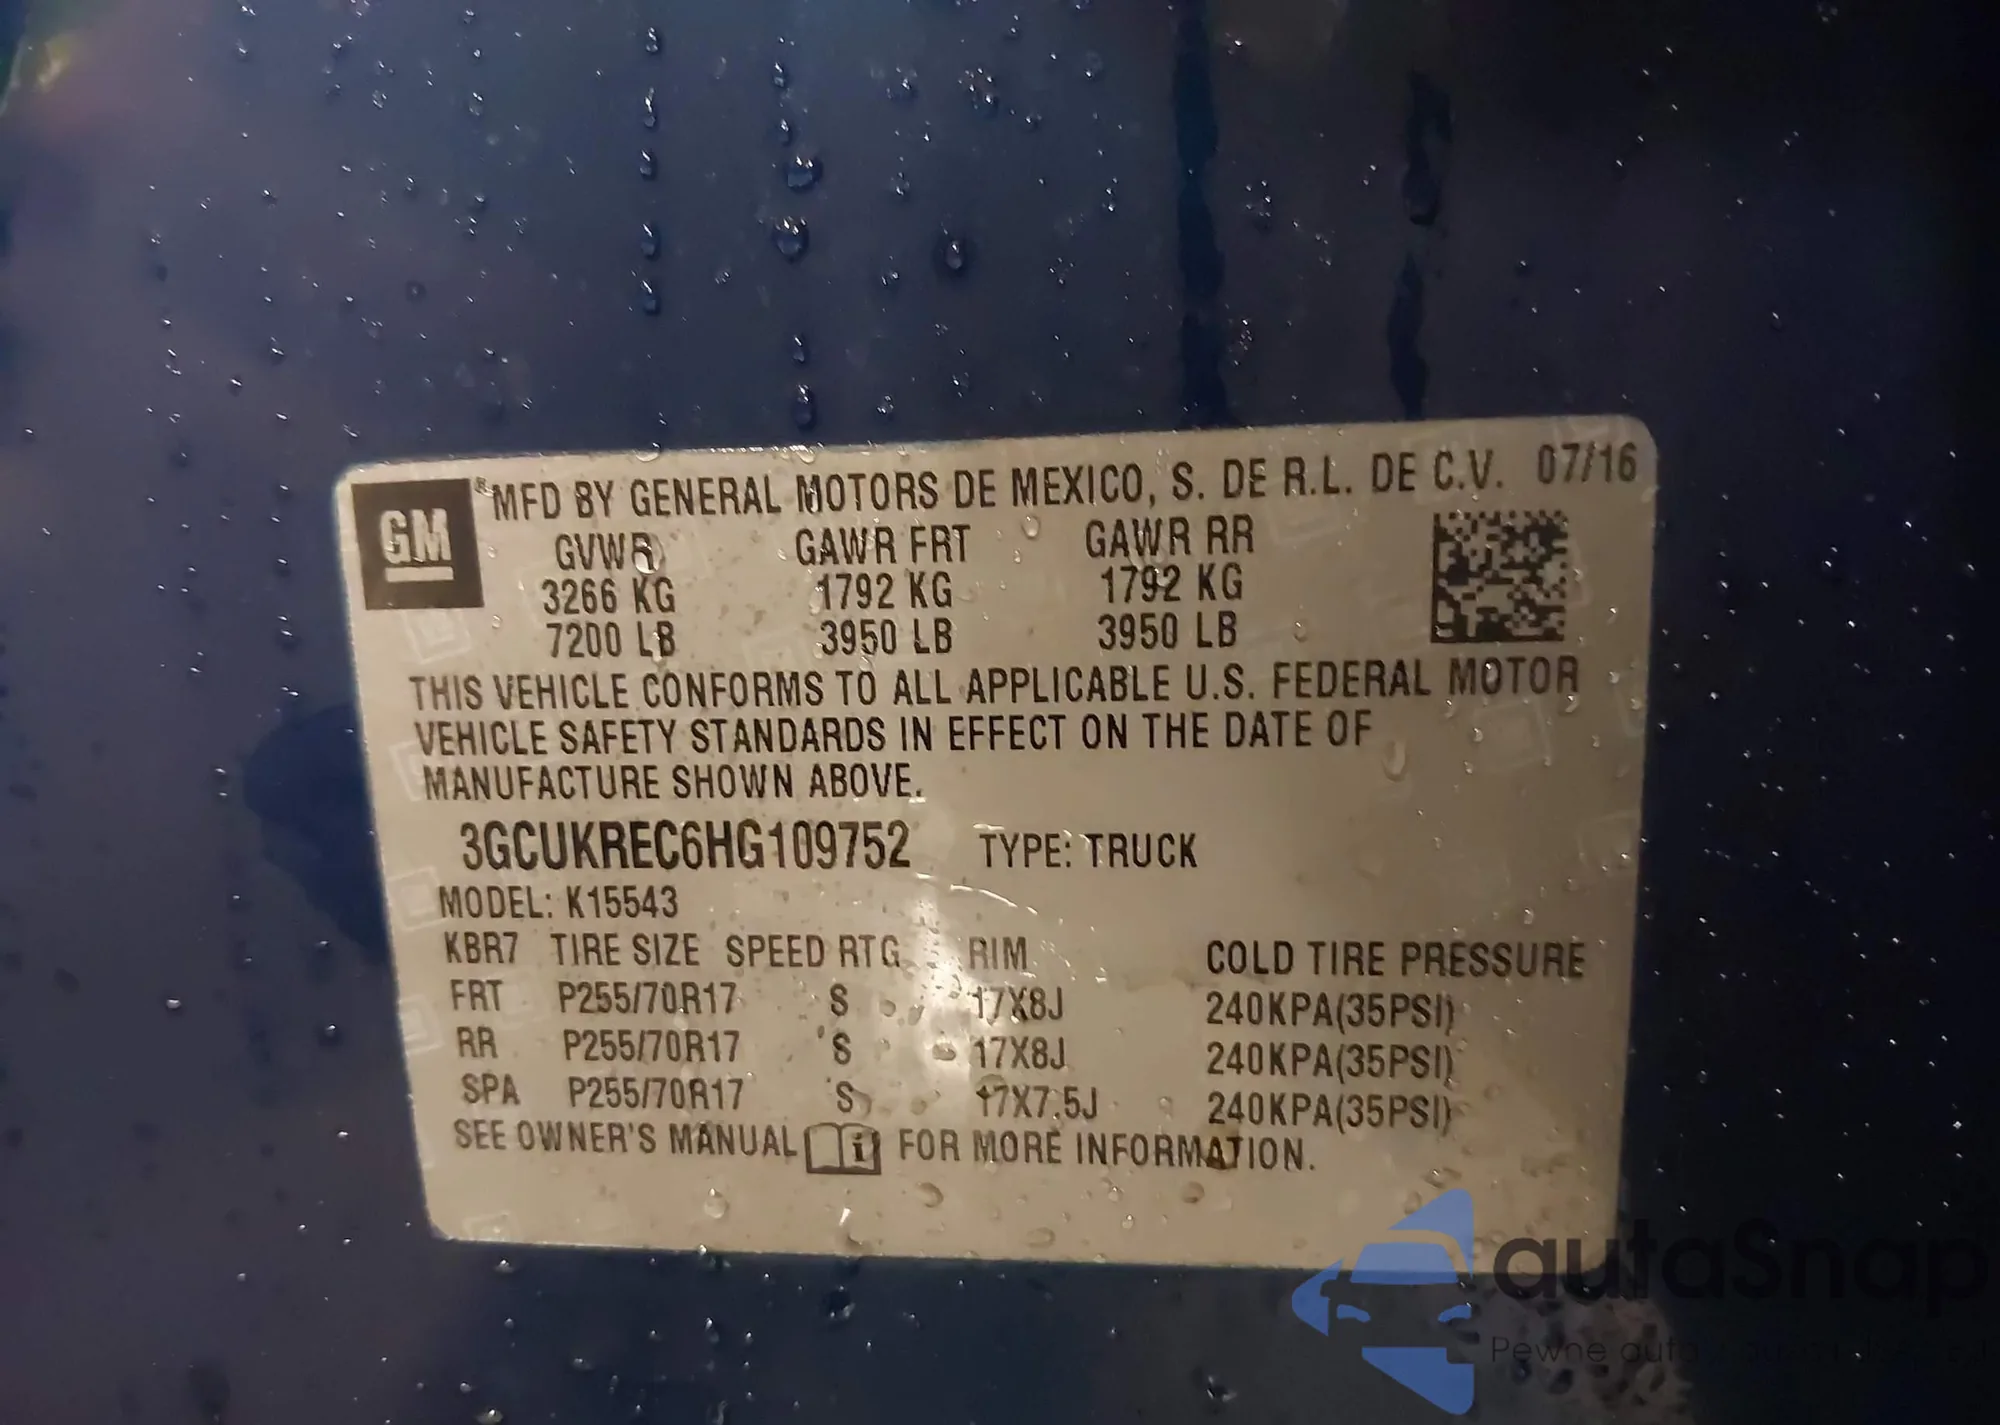 GM
® MFD BY GENERAL MOTORS DE MEXICO, S. DE R.L. DE C.V. 07/16
GVWR GAWR FRT GAWR RR
3266 KG 1792 KG 1792 KG
7200 LB 3950 LB 3950 LB
THIS VEHICLE CONFORMS TO ALL APPLICABLE U.S. FEDERAL MOTOR
VEHICLE SAFETY STANDARDS IN EFFECT ON THE DATE OF
MANUFACTURE SHOWN ABOVE.
3GCUKREC6HG109752 TYPE: TRUCK
MODEL: K15543
KBR7 TIRE SIZE SPEED RTG RIM COLD TIRE PRESSURE
FRT P255/70R17 S 17X8J 240KPA(35PSI)
RR P255/70R17 S 17X8J 240KPA(35PSI)
SPA P255/70R17 S 17X7.5J 240KPA(35PSI)
SEE OWNER'S MANUAL i FOR MORE INFORMATION.
autaSnap
Pewne auta